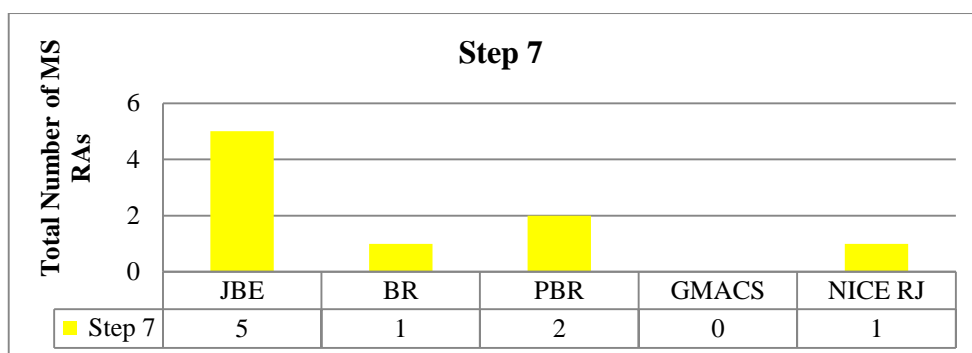 Step 7
Total Number of MS
RAs
6
4
2
0
JBE BR PBR GMACS NICE RJ
Step 7 5 1 2 0 1